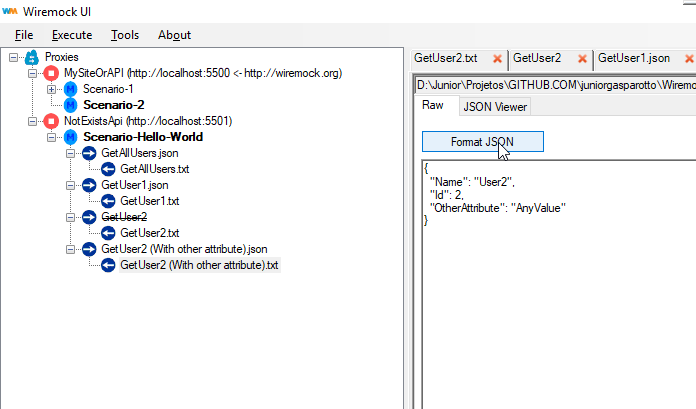 WM Wiremock UI
File Execute Tools About
Proxies
MySiteOrAPI (http://localhost:5500 <- http://wiremock.org)
Scenario-1
Scenario-2
NotExistsApi (http://localhost:5501)
Scenario-Hello-World
GetAllUsers.json
GetAllUsers.txt
GetUser1.json
GetUser1.txt
GetUser2
GetUser2.txt
GetUser2 (With other attribute).json
GetUser2 (With other attribute).txt
GetUser2.txt GetUser2 GetUser1.json
D:\Junior\Projetos\GITHUB.COM\juniorgasparotto\Wiremo
Raw JSON Viewer
Format JSON
{
"Name": "User2",
"Id": 2,
"OtherAttribute": "AnyValue"
}